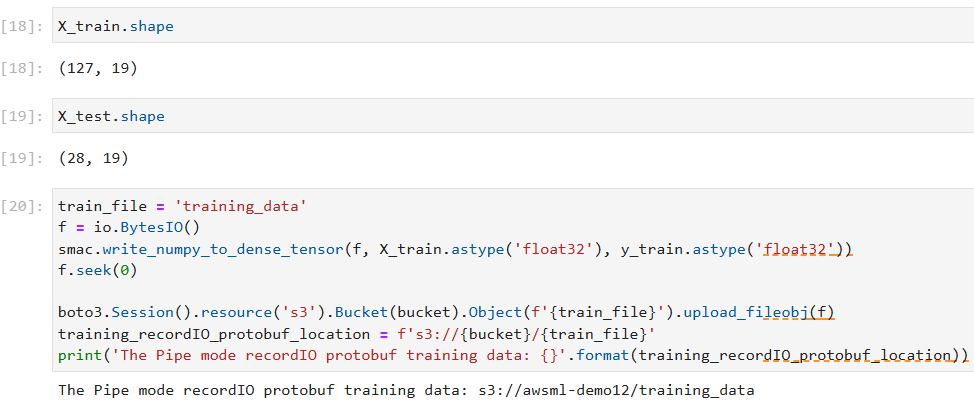 [18]: X_train.shape
[18]: (127, 19)
[19]: X_test.shape
[19]: (28, 19)
[20]: train_file = 'training_data'
f = io.BytesIO()
smac.write_numpy_to_dense_tensor(f, X_train.astype('float32'), y_train.astype('float32'))
f.seek(0)
boto3.Session().resource('s3').Bucket(bucket).Object(f'{train_file}').upload_fileobj(f)
training_recordIO_protobuf_location = f's3://{bucket}/{train_file}'
print('The Pipe mode recordIO protobuf training data: {}'.format(training_recordIO_protobuf_location))
The Pipe mode recordIO protobuf training data: s3://awsml-demo12/training_data